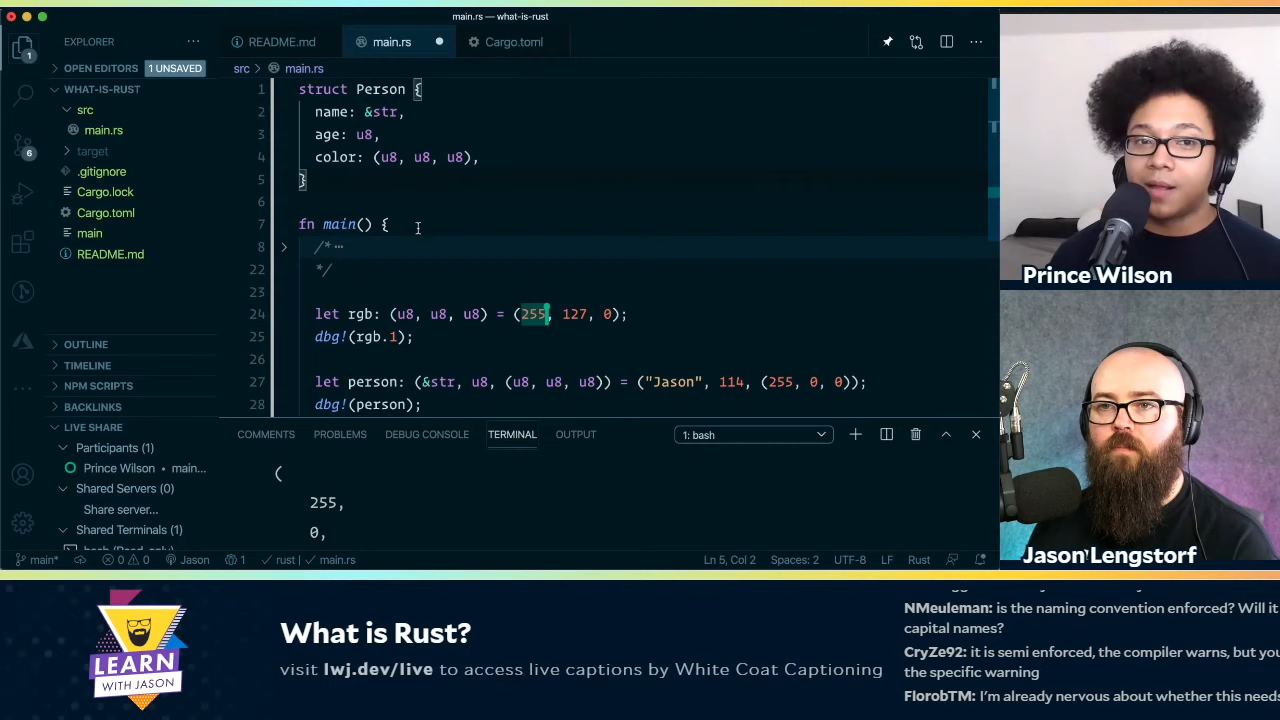 main.rs — what-is-rust
EXPLORER
README.md
main.rs
Cargo.toml
OPEN EDITORS 1 UNSAVED
src > main.rs
WHAT-IS-RUST
src
main.rs
target
.gitignore
Cargo.lock
Cargo.toml
main
README.md
OUTLINE
TIMELINE
NPM SCRIPTS
BACKLINKS
LIVE SHARE
Participants (1)
Prince Wilson • main...
Shared Servers (0)
Share server...
Shared Terminals (1)
1
6
1 struct Person {
2 name: &str,
3 age: u8,
4 color: (u8, u8, u8),
5 }
6
7 fn main() {
8 /* ⋯
22 */
23
24 let rgb: (u8, u8, u8) = (255, 127, 0);
25 dbg!(rgb.1);
26
27 let person: (&str, u8, (u8, u8, u8)) = ("Jason", 114, (255, 0, 0));
28 dbg!(person);
COMMENTS PROBLEMS DEBUG CONSOLE TERMINAL OUTPUT 1: bash
(
255,
0,
main* 0 0 Jason 1 rust main.rs Ln 5, Col 2 Spaces: 2 UTF-8 LF Rust
Prince Wilson
Jason Lengstorf
LEARN
WITH JASON
What is Rust?
visit lwj.dev/live to access live captions by White Coat Captioning
NMeuleman: is the naming convention enforced? Will it
capital names?
CryZe92: it is semi enforced, the compiler warns, but you
the specific warning
FlorobTM: I'm already nervous about whether this needs